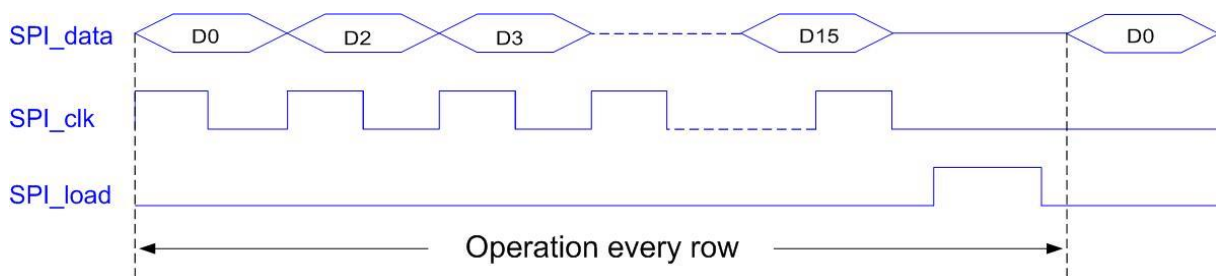 SPI_data D0 D2 D3 D15 D0
SPI_clk
SPI_load
Operation every row